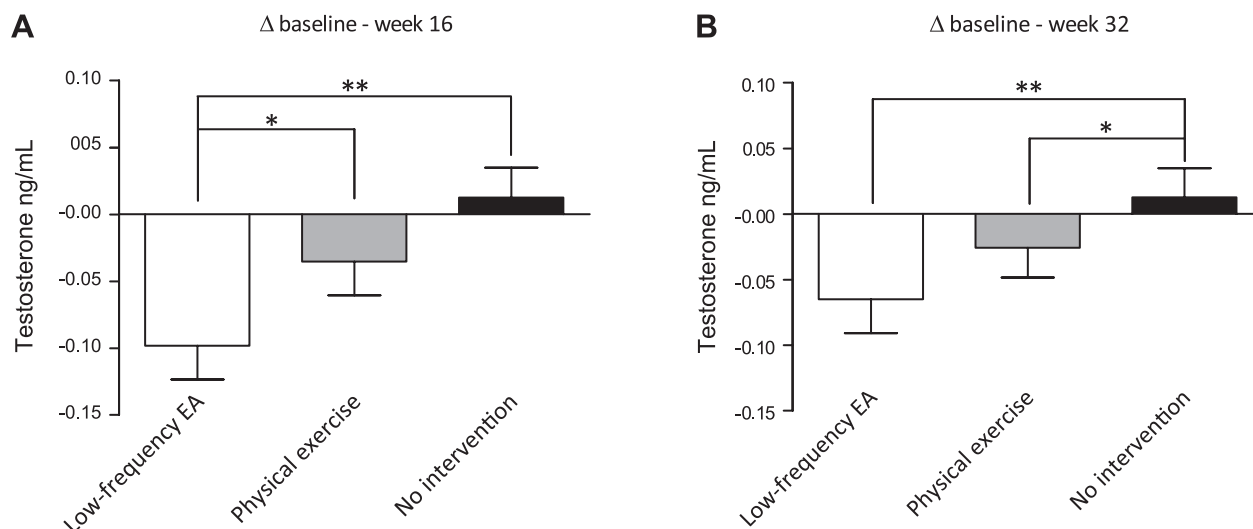 A
Δ baseline - week 16
Testosterone ng/mL
0.10
005
-0.00
-0.05
-0.10
-0.15
**
*
Low-frequency EA
Physical exercise
No intervention
B
Δ baseline - week 32
Testosterone ng/mL
0.10
0.05
-0.00
-0.05
-0.10
-0.15
**
*
Low-frequency EA
Physical exercise
No intervention